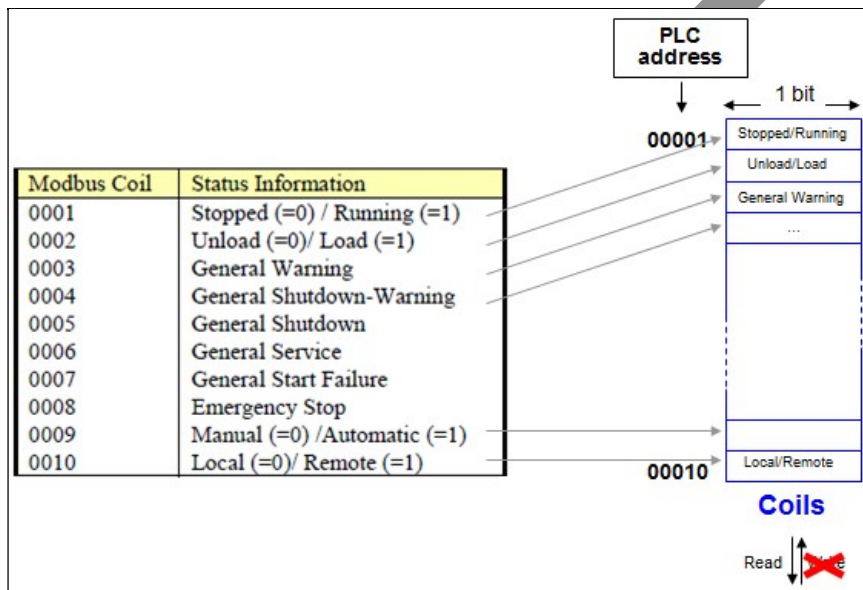 PLC
address
1 bit
00001
Stopped/Running
Unload/Load
General Warning
...
Modbus Coil Status Information
0001 Stopped (=0) / Running (=1)
0002 Unload (=0)/ Load (=1)
0003 General Warning
0004 General Shutdown-Warning
0005 General Shutdown
0006 General Service
0007 General Start Failure
0008 Emergency Stop
0009 Manual (=0) /Automatic (=1)
0010 Local (=0)/ Remote (=1)
00010
Local/Remote
Coils
Read